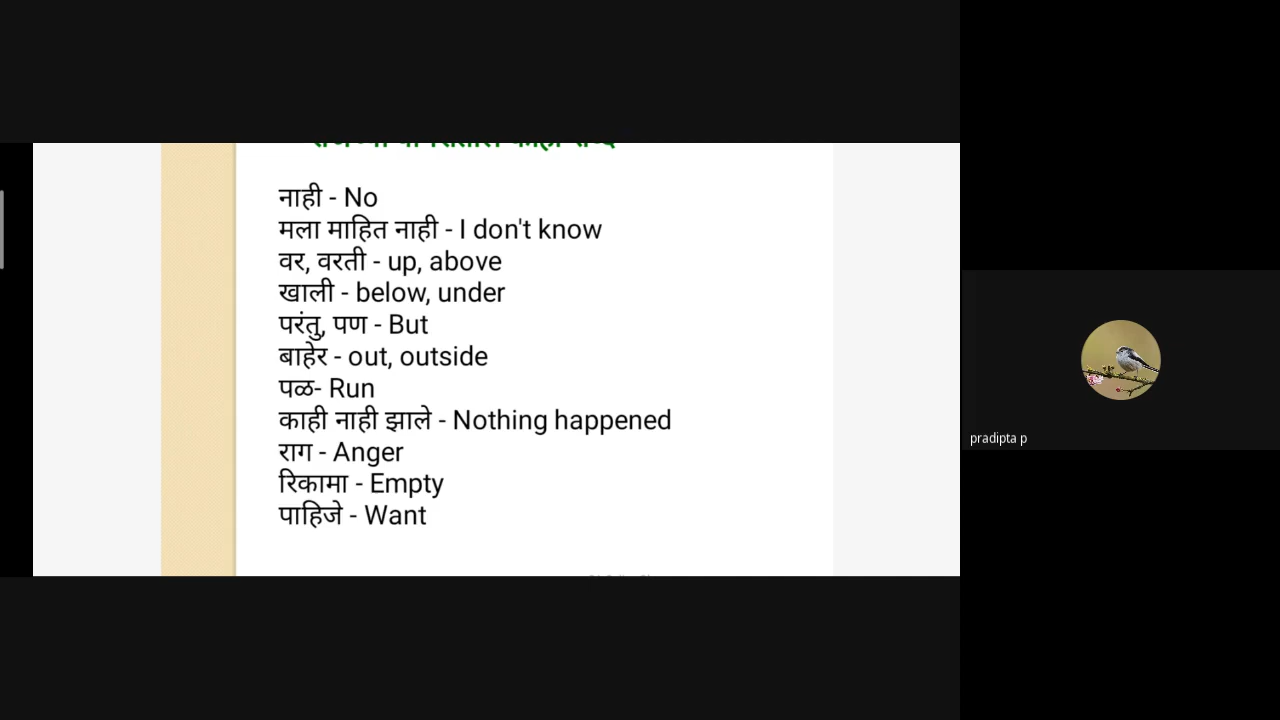 नाही - No
मला माहित नाही - I don't know
वर, वरती - up, above
खाली - below, under
परंतु, पण - But
बाहेर - out, outside
पळ- Run
काही नाही झाले - Nothing happened
राग - Anger
रिकामा - Empty
पाहिजे - Want
pradipta p